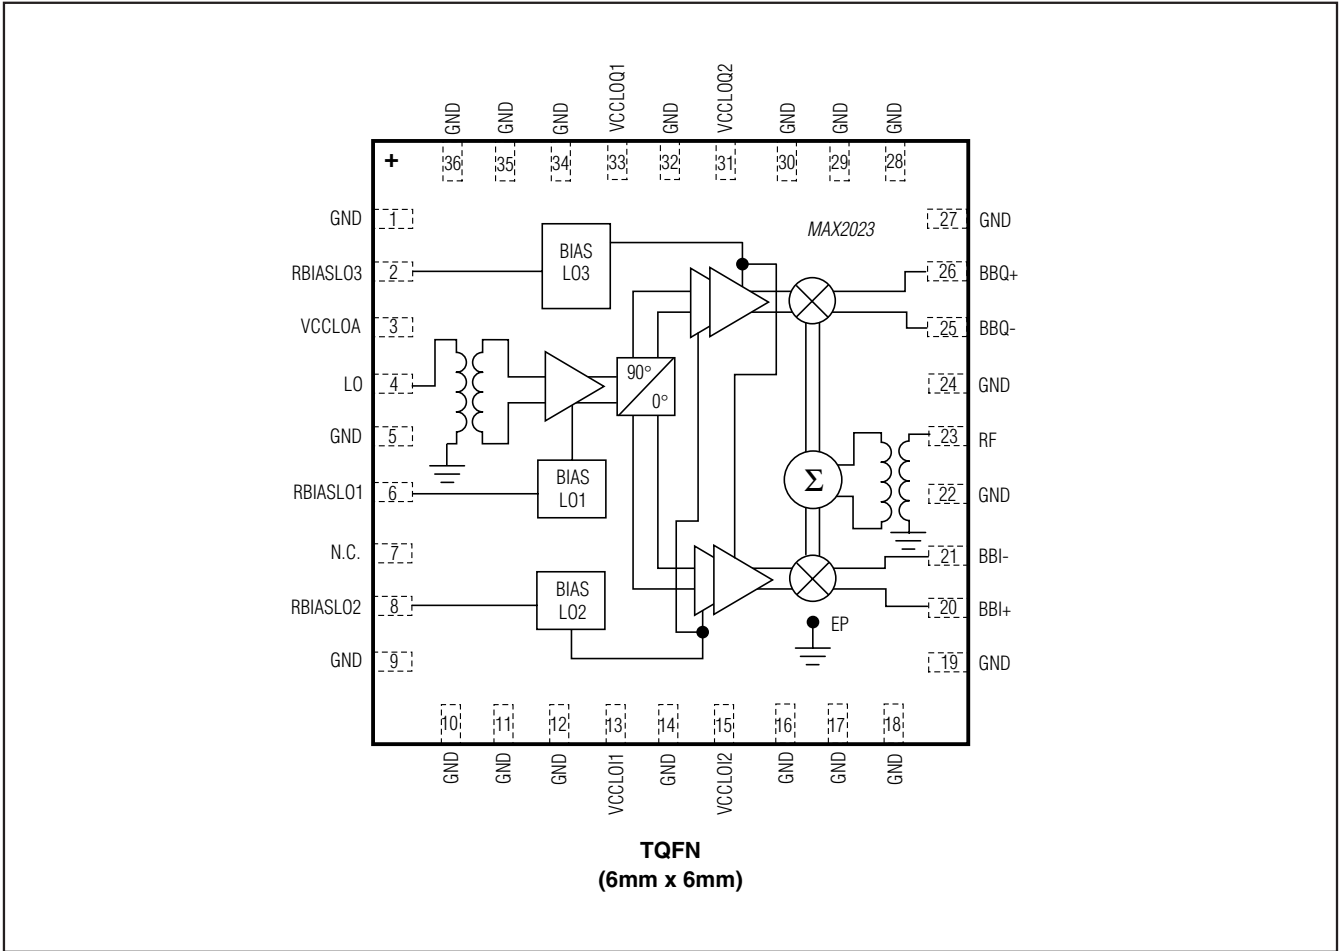 GND
GND
GND
VCCLOQ1
GND
VCCLOQ2
GND
GND
GND
+
36
35
34
33
32
31
30
29
28
GND 1
27 GND
MAX2023
BIAS
LO3
RBIASLO3 2
26 BBQ+
VCCLOA 3
25 BBQ-
LO 4
90°
0°
24 GND
GND 5
23 RF
BIAS
LO1
Σ
RBIASLO1 6
22 GND
N.C. 7
21 BBI-
BIAS
LO2
RBIASLO2 8
20 BBI+
EP
GND 9
19 GND
10
11
12
13
14
15
16
17
18
GND
GND
GND
VCCLOI1
GND
VCCLOI2
GND
GND
GND
TQFN
(6mm x 6mm)